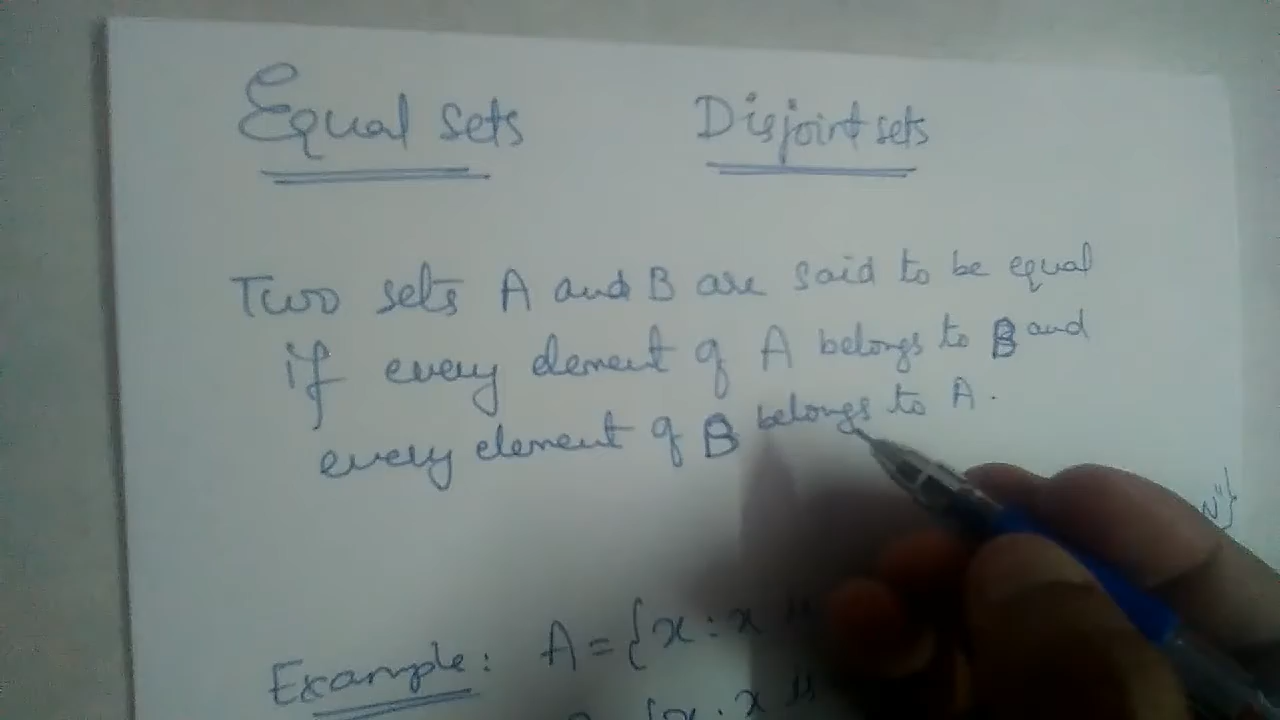 Equal sets Disjoint sets
Two sets A and B are said to be equal
if every element of A belongs to B and
every element of B belongs to A.
N"}
Example: A = {x : x "
{x : x "